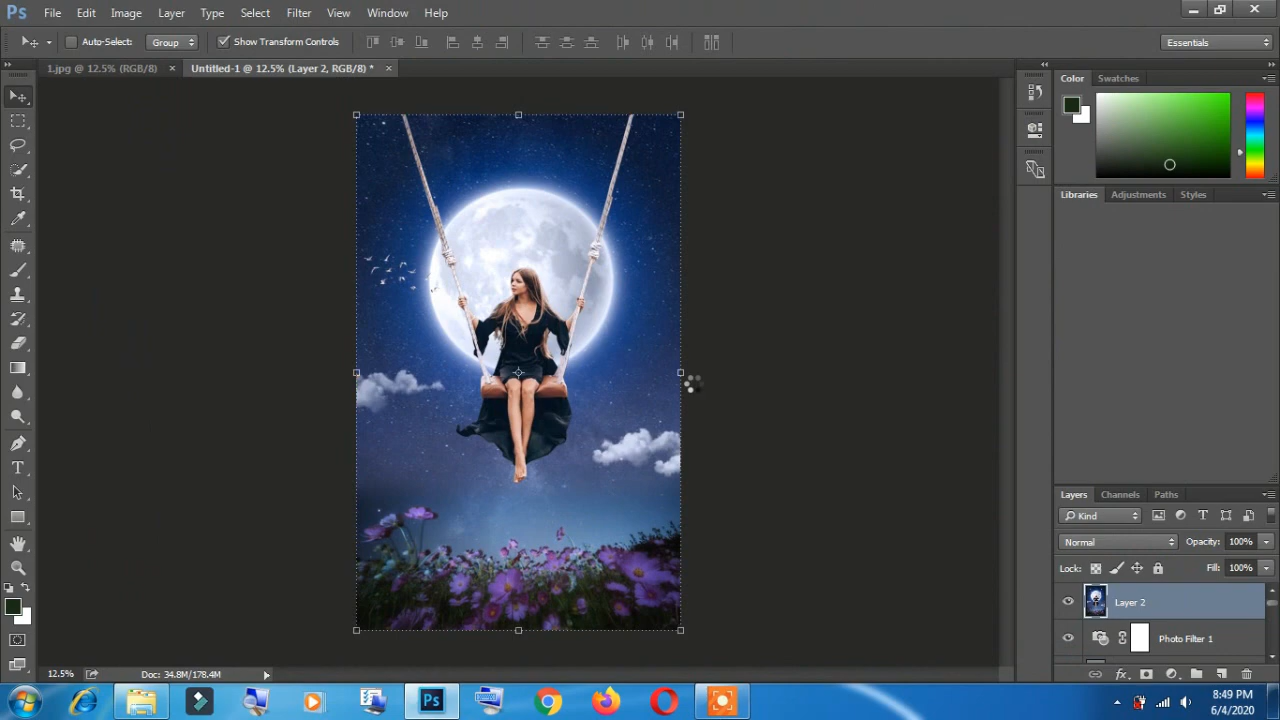 Ps File Edit Image Layer Type Select Filter 3D View Window Help
Auto-Select: Group Show Transform Controls Essentials
1.jpg @ 12.5% (RGB/8) × Untitled-1 @ 12.5% (Layer 2, RGB/8) * ×
Color Swatches
Libraries Adjustments Styles
Layers Channels Paths
Kind
Normal Opacity: 100%
Lock: Fill: 100%
Layer 2
Photo Filter 1
12.5% Doc: 34.8M/178.4M
Ps
8:49 PM
6/4/2020